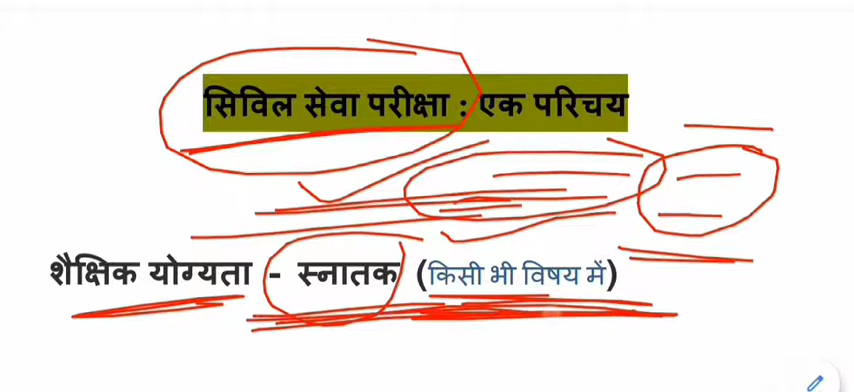 सिविल सेवा परीक्षा : एक परिचय
शैक्षिक योग्यता - स्नातक (किसी भी विषय में)